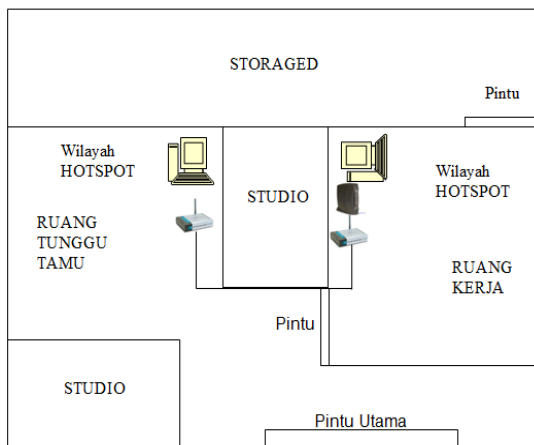 STORAGED
Pintu
Wilayah
HOTSPOT
Wilayah
HOTSPOT
STUDIO
RUANG
TUNGGU
TAMU
RUANG
KERJA
Pintu
STUDIO
Pintu Utama